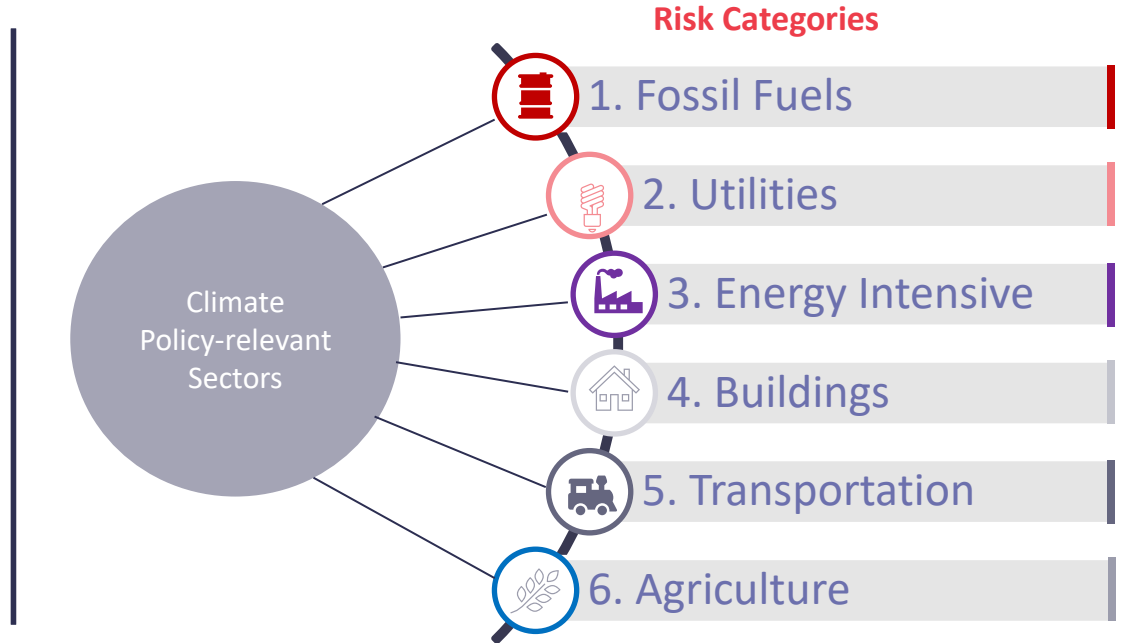 Risk Categories
1. Fossil Fuels
2. Utilities
3. Energy Intensive
Climate
Policy-relevant
Sectors
4. Buildings
5. Transportation
6. Agriculture